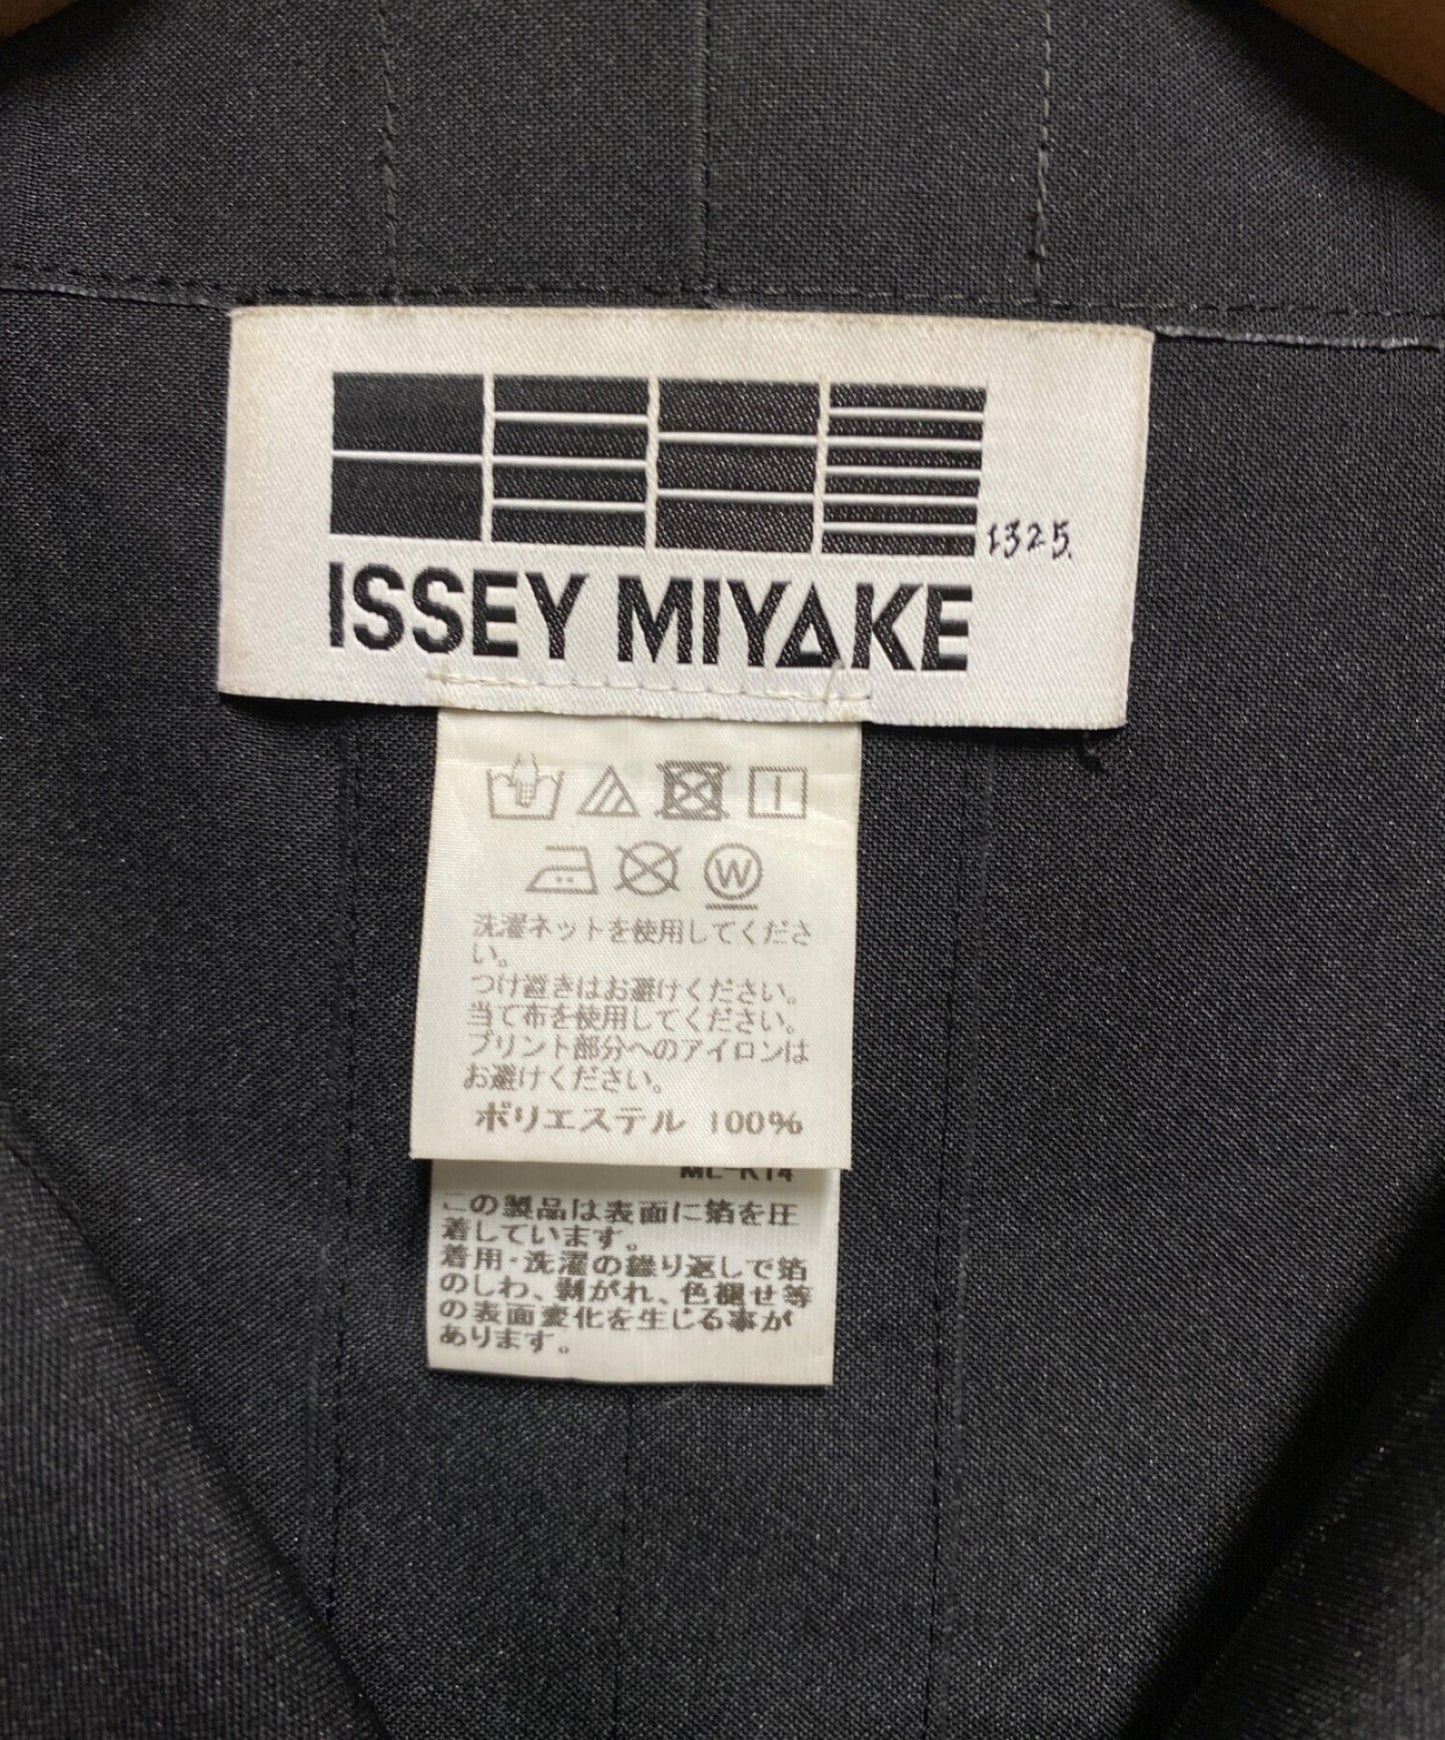 1325.
ISSEY MIYAKE
W
洗濯ネットを使用してくださ
い。
つけ置きはお避けください。
当て布を使用してください。
プリント部分へのアイロンは
お避けください。
ポリエステル 100%
ML-K14
この製品は表面に箔を圧
着しています。
着用・洗濯の繰り返しで箔
のしわ、剥がれ、色褪せ等
の表面変化を生じる事が
あります。